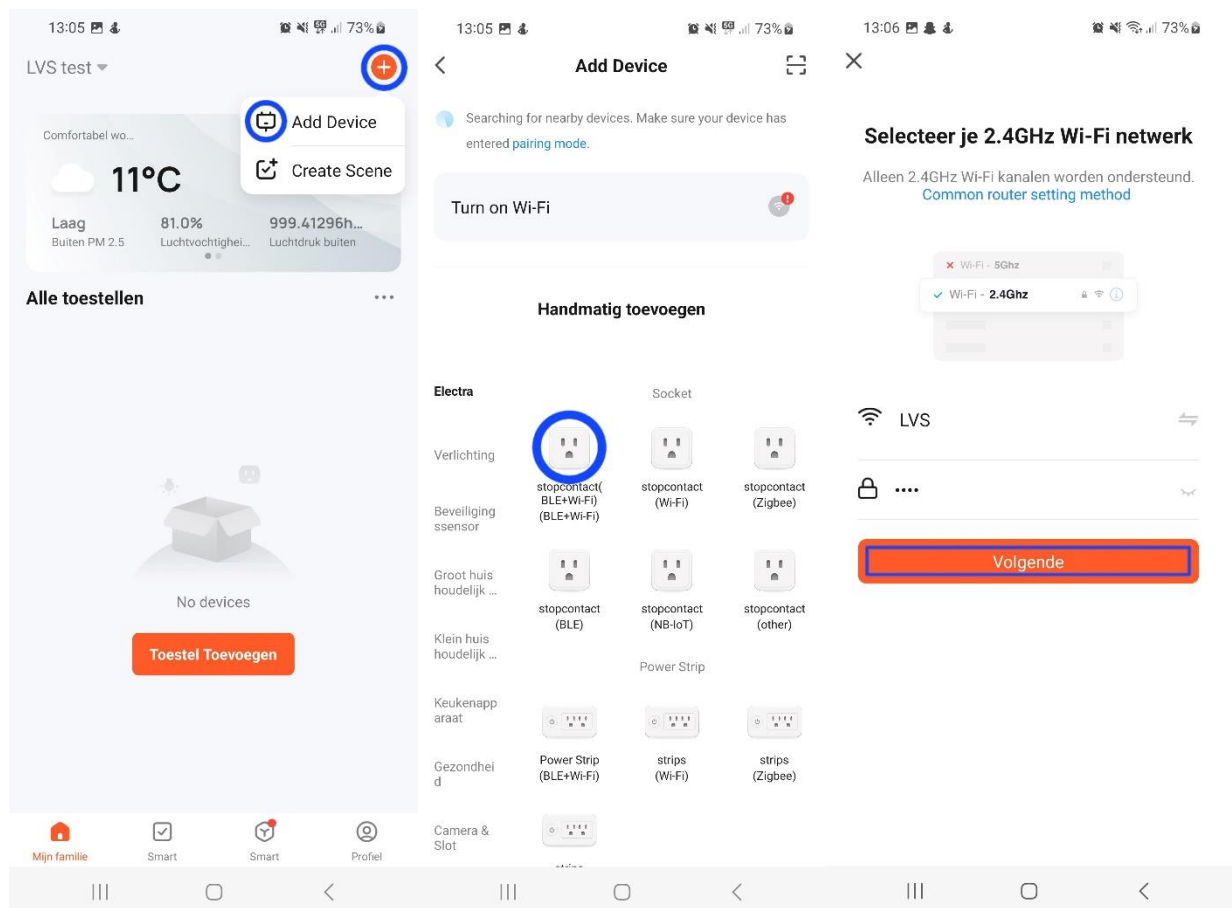 13:05
73%
LVS test
Add Device
Create Scene
Comfortabel wo...
11°C
Laag
81.0%
999.41296h...
Buiten PM 2.5
Luchtvochtighei...
Luchtdruk buiten
Alle toestellen
No devices
Toestel Toevoegen
Mijn familie
Smart
Smart
Profiel
13:05
73%
Add Device
Searching for nearby devices. Make sure your device has
entered pairing mode.
Turn on Wi-Fi
Handmatig toevoegen
Electra
Verlichting
Beveiliging
ssensor
Groot huis
houdelijk ...
Klein huis
houdelijk ...
Keukenapp
araat
Gezondhei
d
Camera &
Slot
Socket
stopcontact(
BLE+Wi-Fi)
(BLE+Wi-Fi)
stopcontact
(Wi-Fi)
stopcontact
(Zigbee)
stopcontact
(BLE)
stopcontact
(NB-IoT)
stopcontact
(other)
Power Strip
Power Strip
(BLE+Wi-Fi)
strips
(Wi-Fi)
strips
(Zigbee)
13:06
73%
Selecteer je 2.4GHz Wi-Fi netwerk
Alleen 2.4GHz Wi-Fi kanalen worden ondersteund.
Common router setting method
Wi-Fi - 5Ghz
Wi-Fi - 2.4Ghz
LVS
••••
Volgende